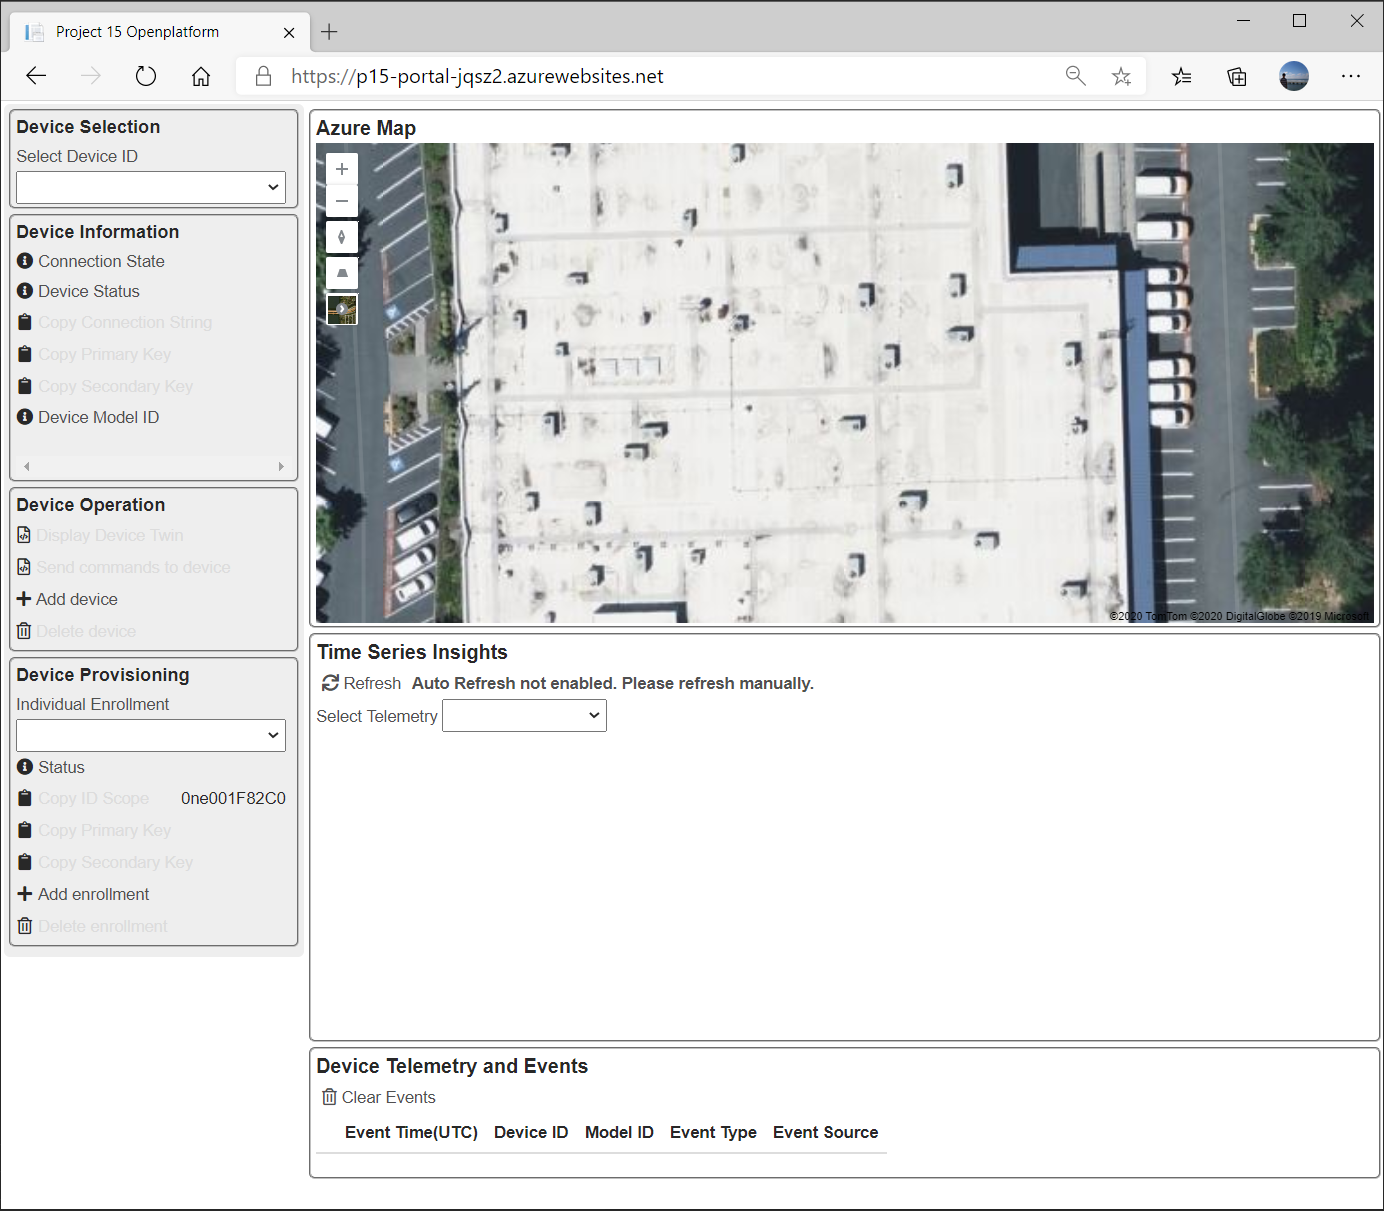 Project 15 Openplatform
https://p15-portal-jqsz2.azurewebsites.net
Device Selection
Select Device ID
Device Information
Connection State
Device Status
Copy Connection String
Copy Primary Key
Copy Secondary Key
Device Model ID
Device Operation
Display Device Twin
Send commands to device
Add device
Delete device
Device Provisioning
Individual Enrollment
Status
Copy ID Scope 0ne001F82C0
Copy Primary Key
Copy Secondary Key
Add enrollment
Delete enrollment
Azure Map
©2020 TomTom ©2020 DigitalGlobe ©2019 Microsoft
Time Series Insights
Refresh Auto Refresh not enabled. Please refresh manually.
Select Telemetry
Device Telemetry and Events
Clear Events
Event Time(UTC) Device ID Model ID Event Type Event Source